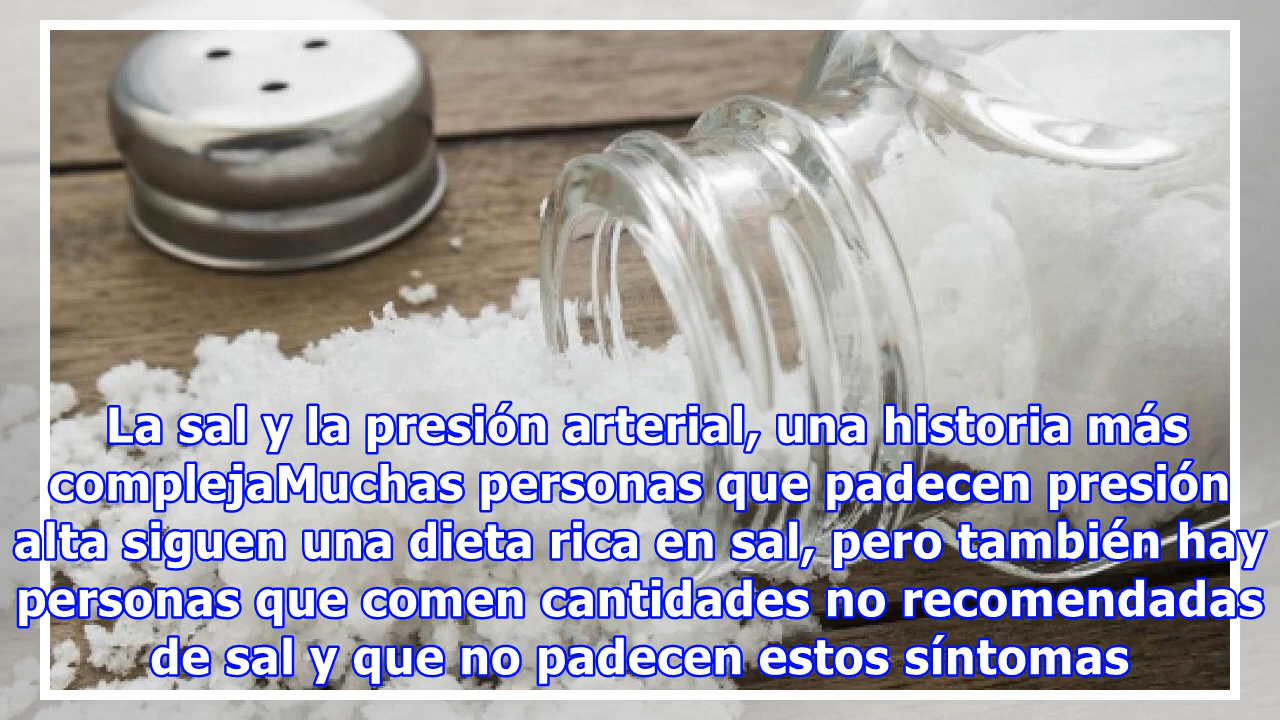 La sal y la presión arterial, una historia más
complejaMuchas personas que padecen presión
alta siguen una dieta rica en sal, pero también hay
personas que comen cantidades no recomendadas
de sal y que no padecen estos síntomas